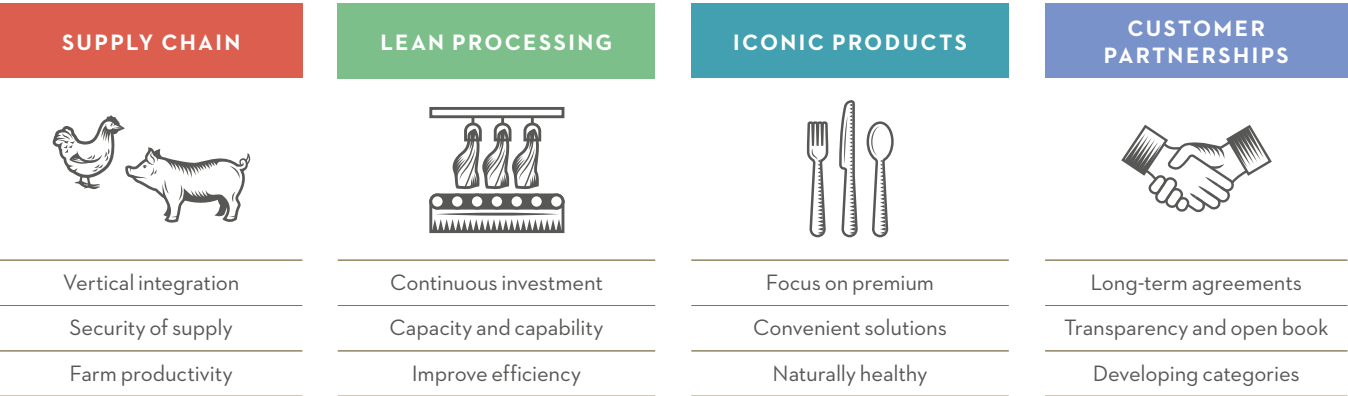 SUPPLY CHAIN
Vertical integration
Security of supply
Farm productivity
LEAN PROCESSING
Continuous investment
Capacity and capability
Improve efficiency
ICONIC PRODUCTS
Focus on premium
Convenient solutions
Naturally healthy
CUSTOMER
PARTNERSHIPS
Long-term agreements
Transparency and open book
Developing categories